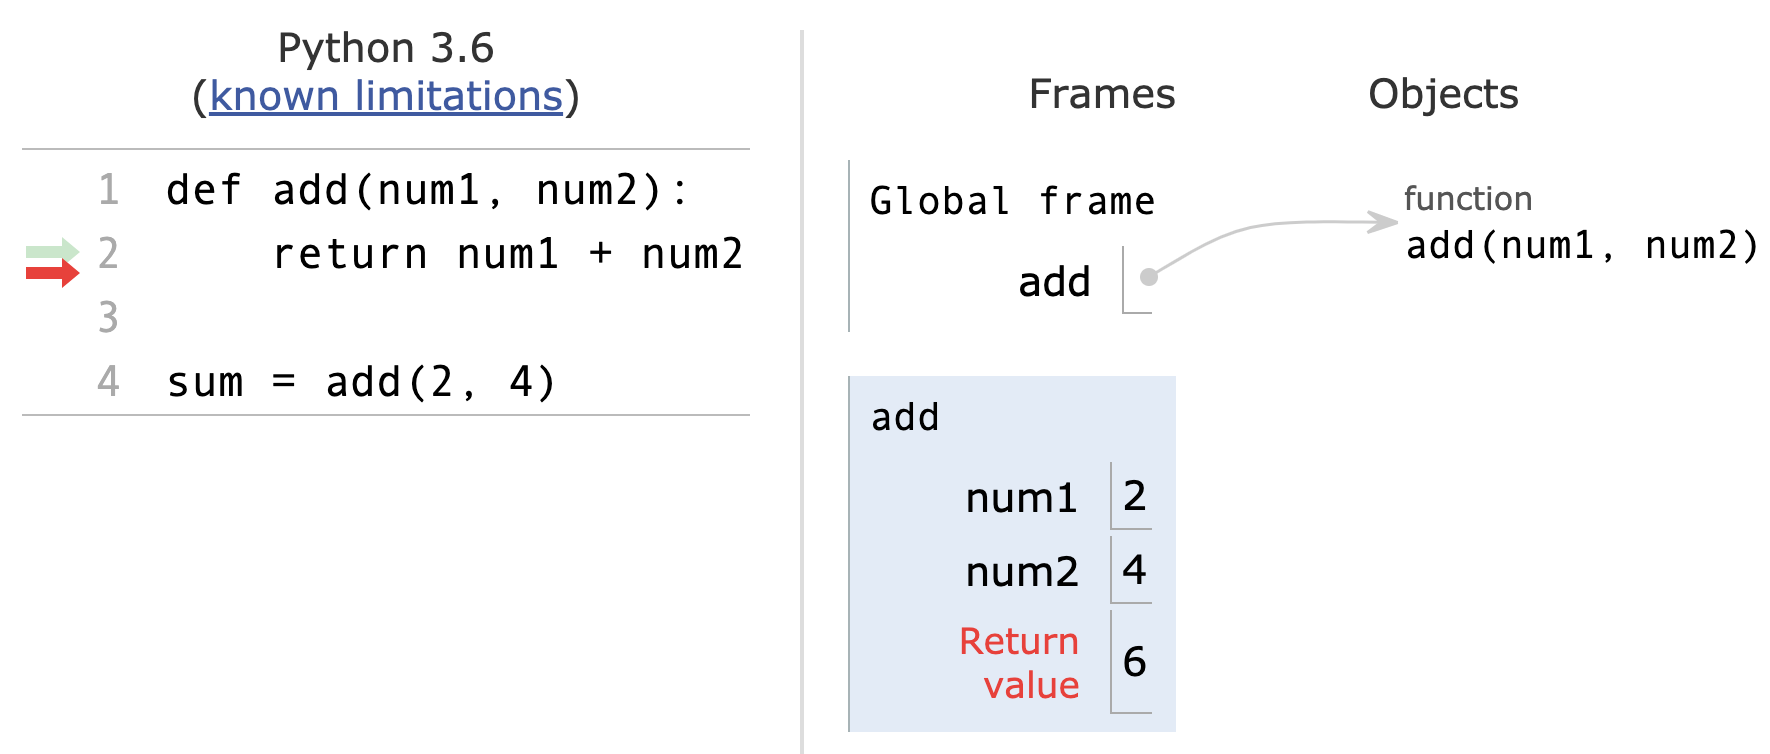 Python 3.6
(known limitations)
1 def add(num1, num2):
2     return num1 + num2
3
4 sum = add(2, 4)
Frames Objects
Global frame
add
function
add(num1, num2)
add
num1 2
num2 4
Return
value 6